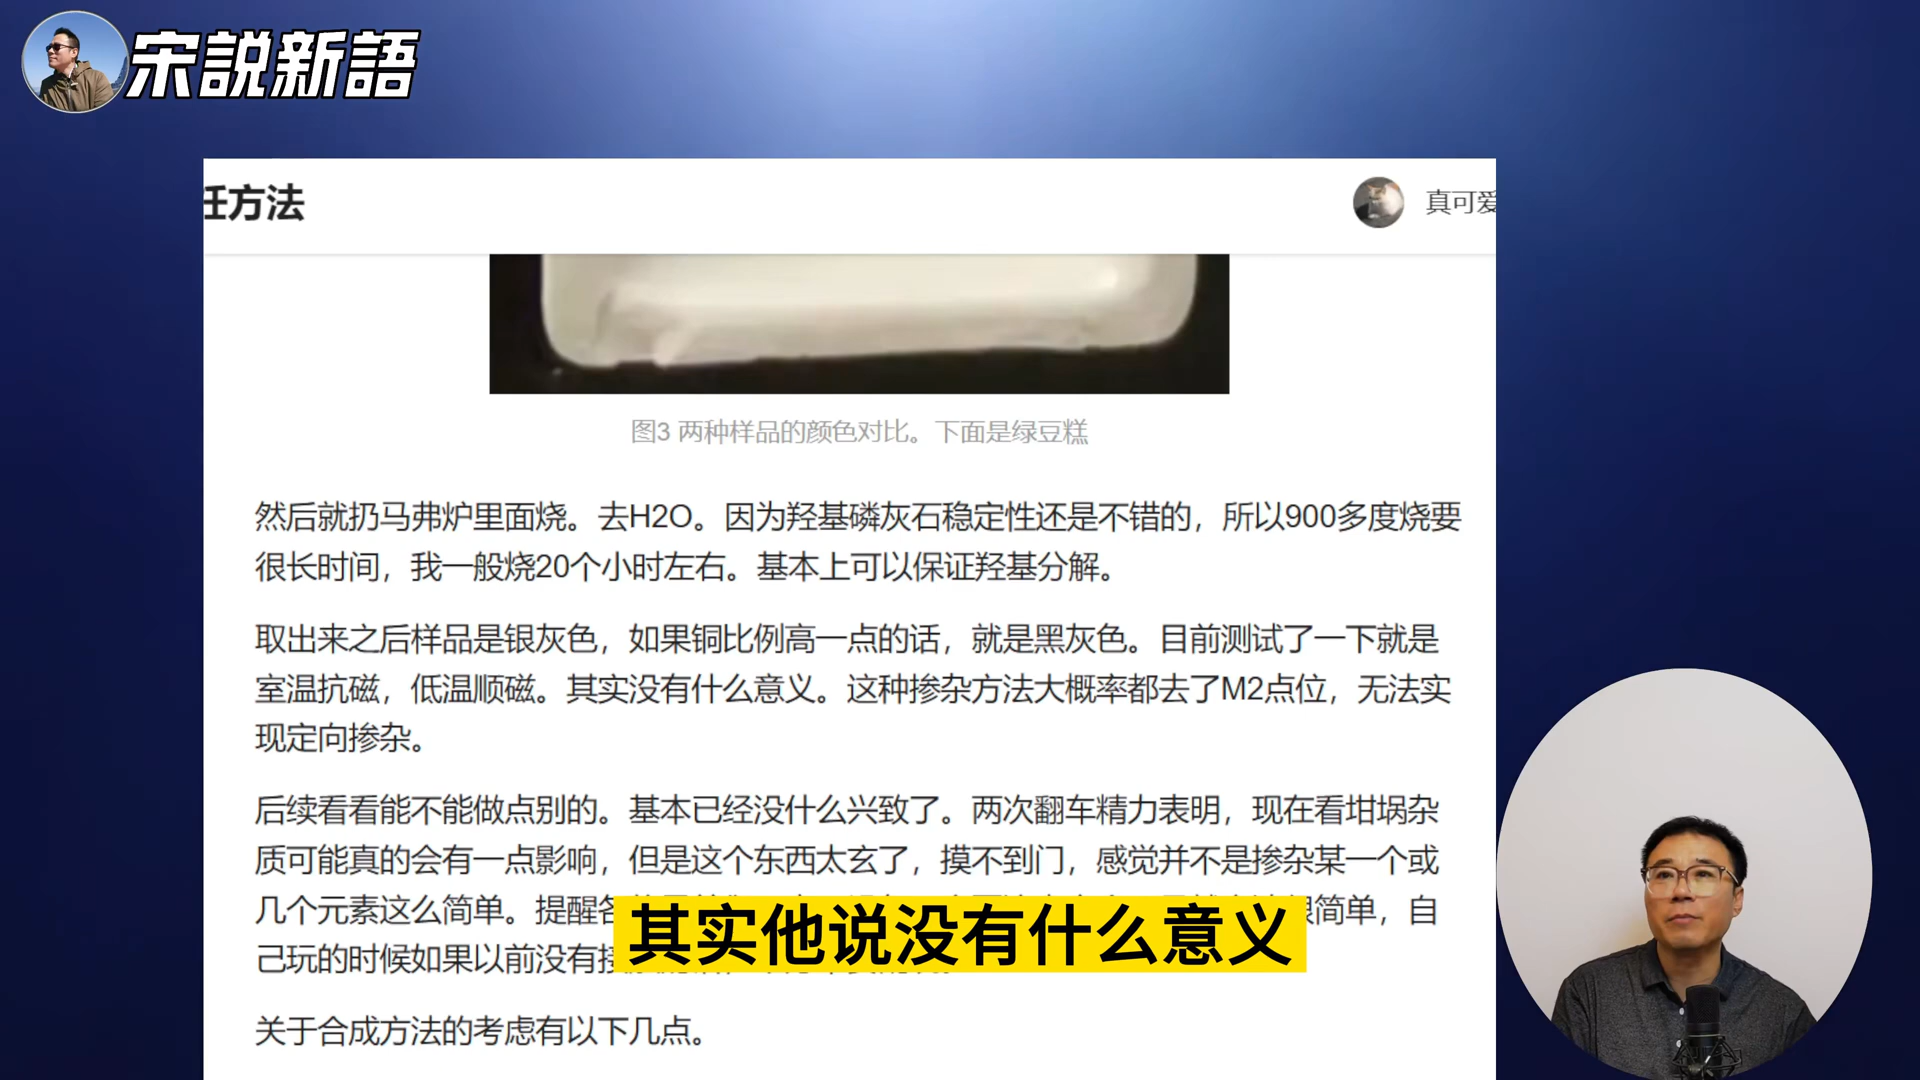 宋説新語
任方法
真可爱
图3 两种样品的颜色对比。下面是绿豆糕
然后就扔马弗炉里面烧。去H2O。因为羟基磷灰石稳定性还是不错的，所以900多度烧要
很长时间，我一般烧20个小时左右。基本上可以保证羟基分解。
取出来之后样品是银灰色，如果铜比例高一点的话，就是黑灰色。目前测试了一下就是
室温抗磁，低温顺磁。其实没有什么意义。这种掺杂方法大概率都去了M2点位，无法实
现定向掺杂。
后续看看能不能做点别的。基本已经没什么兴致了。两次翻车精力表明，现在看坩埚杂
质可能真的会有一点影响，但是这个东西太玄了，摸不到门，感觉并不是掺杂某一个或
几个元素这么简单。提醒各 很简单，自
己玩的时候如果以前没有接
其实他说没有什么意义
关于合成方法的考虑有以下几点。